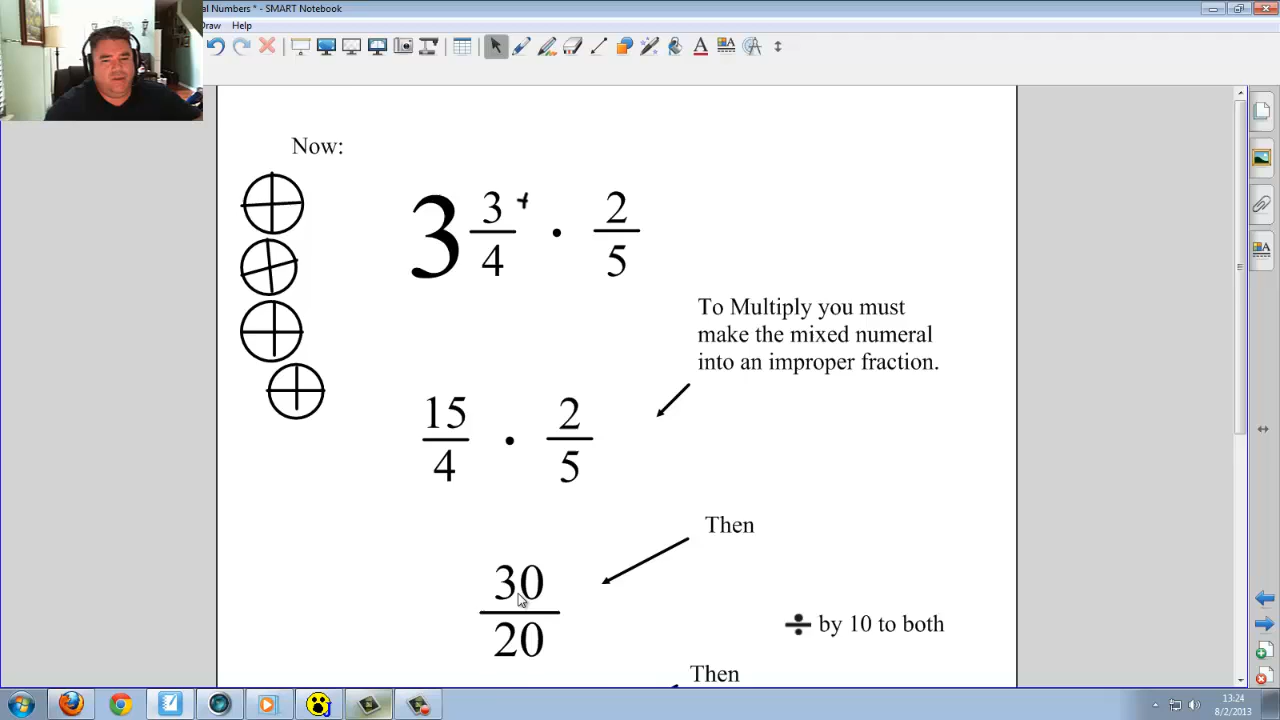 al Numbers * - SMART Notebook
Draw Help
Now:
3 3/4 + · 2/5
To Multiply you must
make the mixed numeral
into an improper fraction.
15/4 · 2/5
Then
30/20
÷ by 10 to both
Then
13:24
8/2/2013